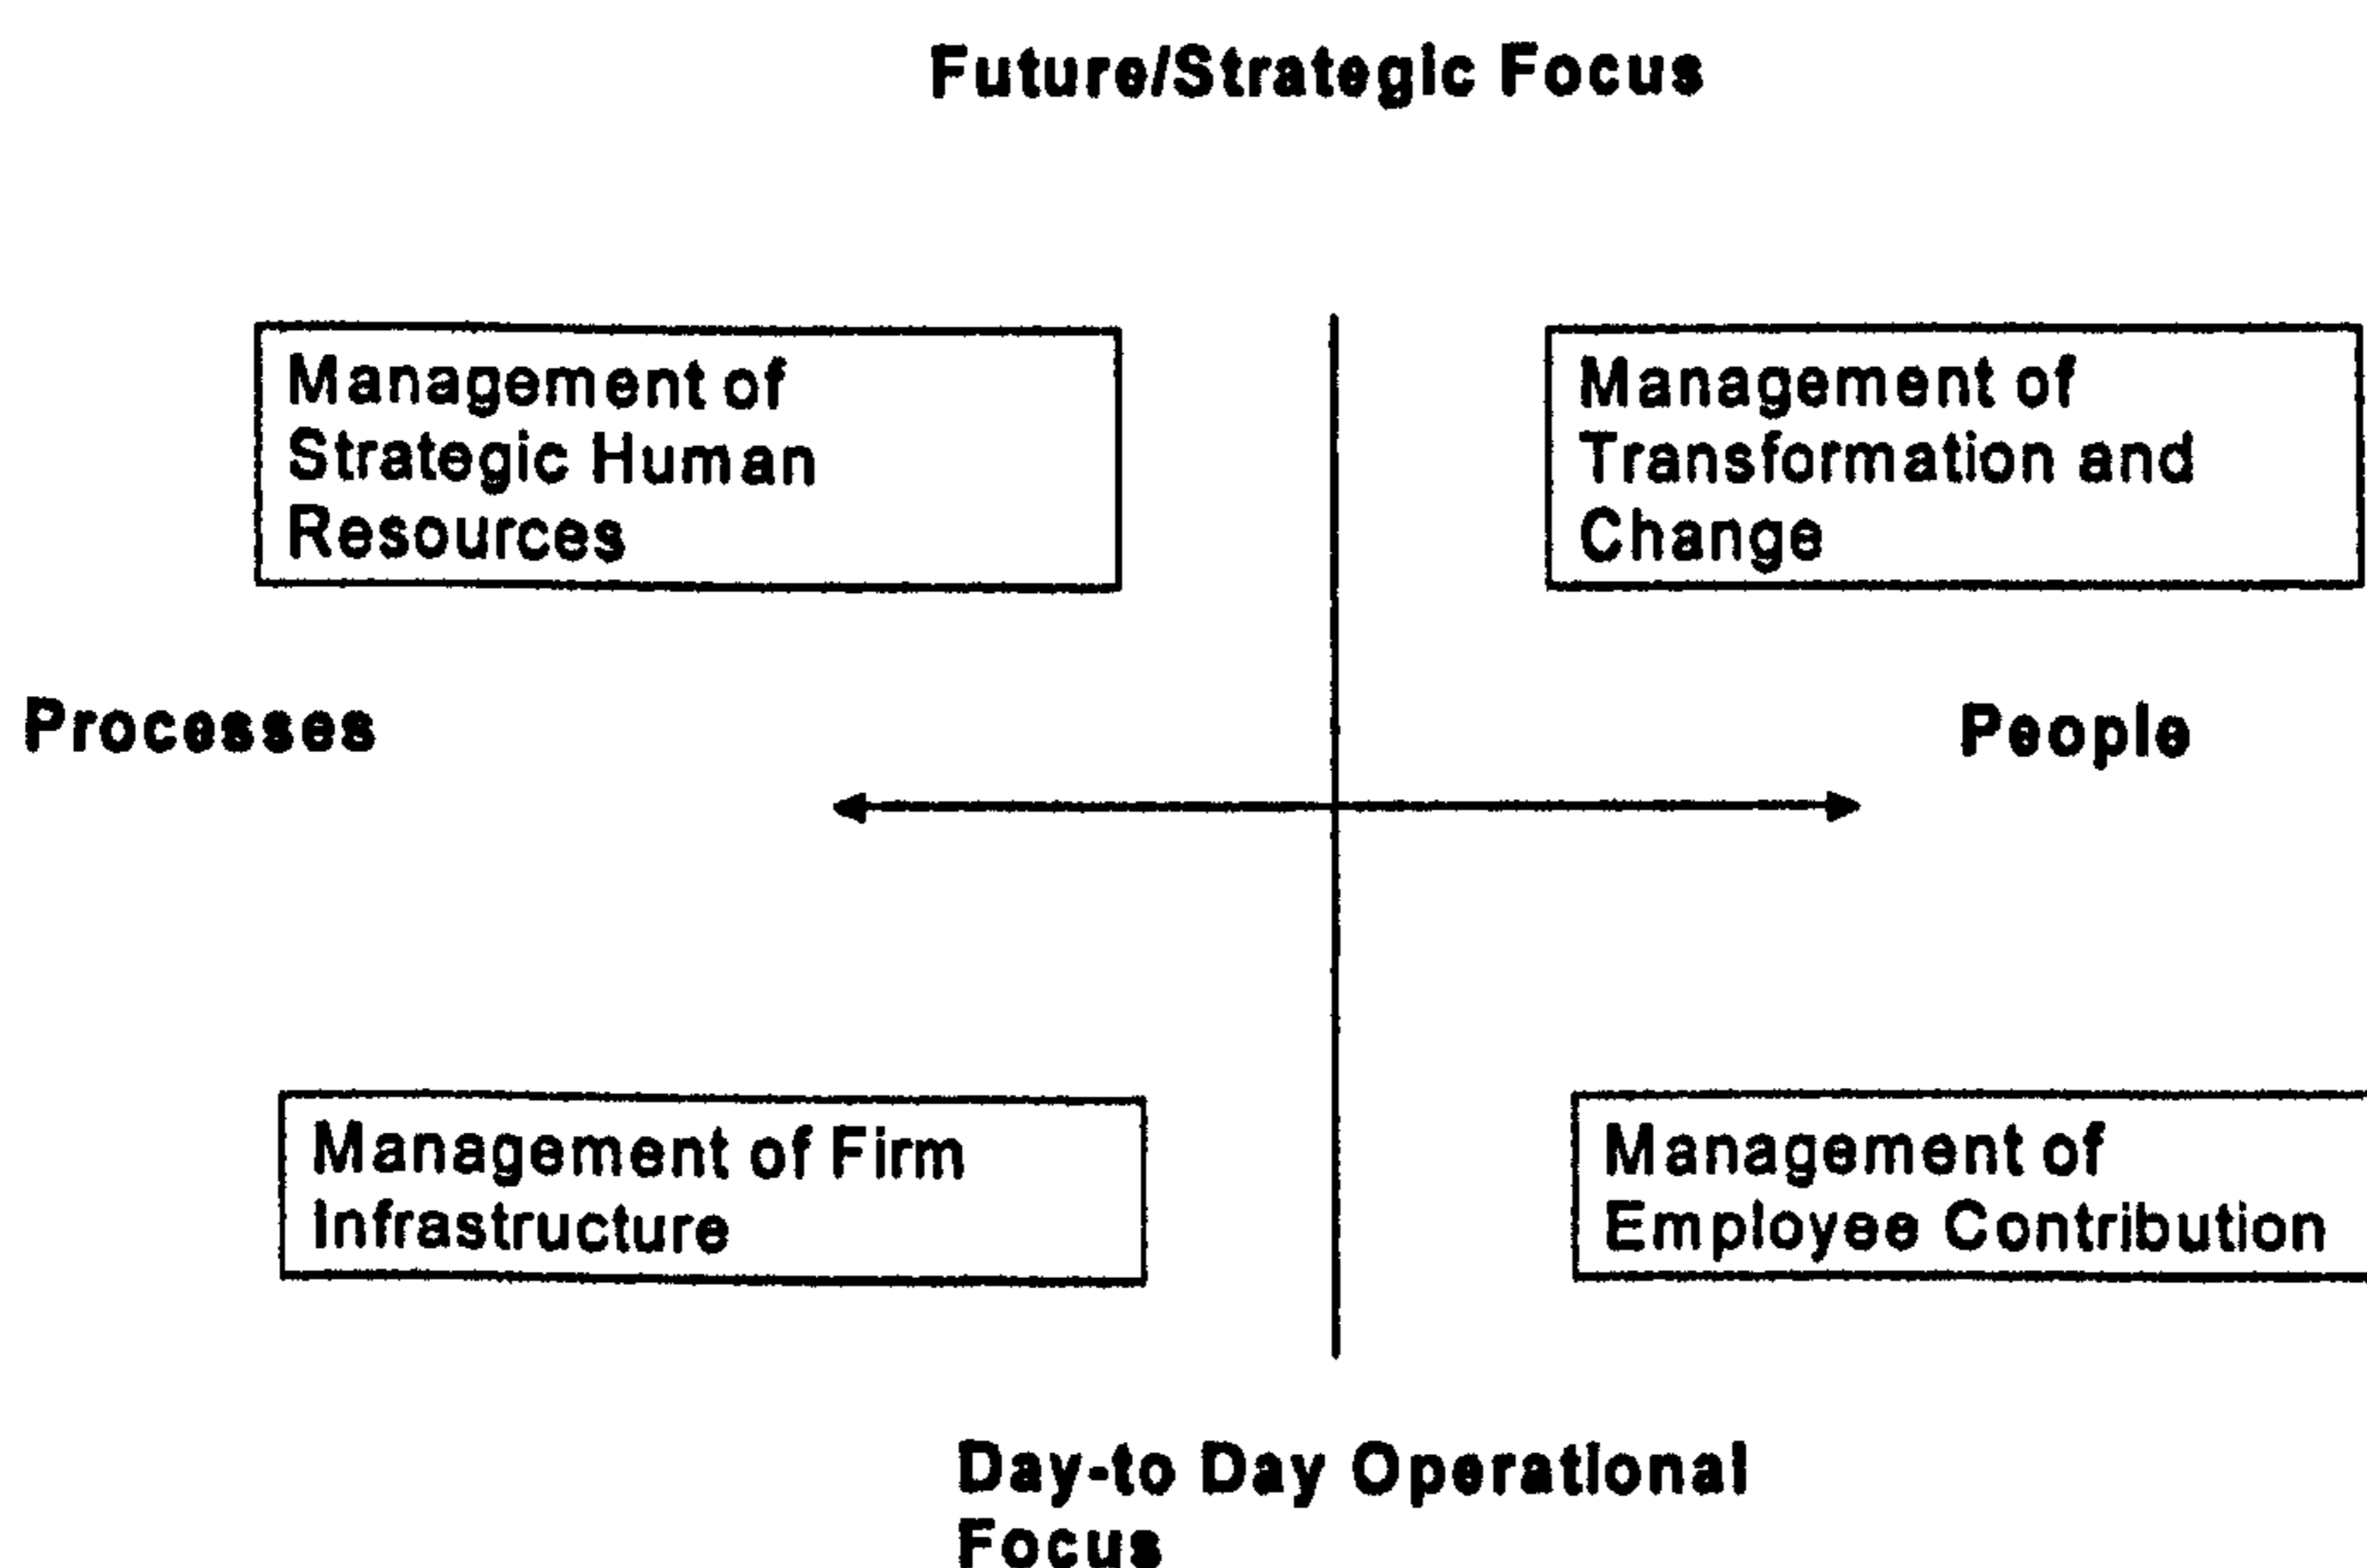 Future/Strategic Focus
Management of
Strategic Human
Resources
Management of
Transformation and
Change
Processes
People
Management of Firm
Infrastructure
Management of
Employee Contribution
Day-to Day Operational
Focus